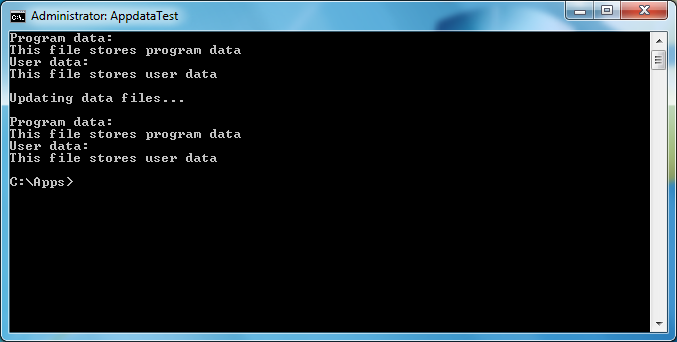 Administrator: AppdataTest
Program data:
This file stores program data
User data:
This file stores user data
Updating data files...
Program data:
This file stores program data
User data:
This file stores user data
C:\Apps>